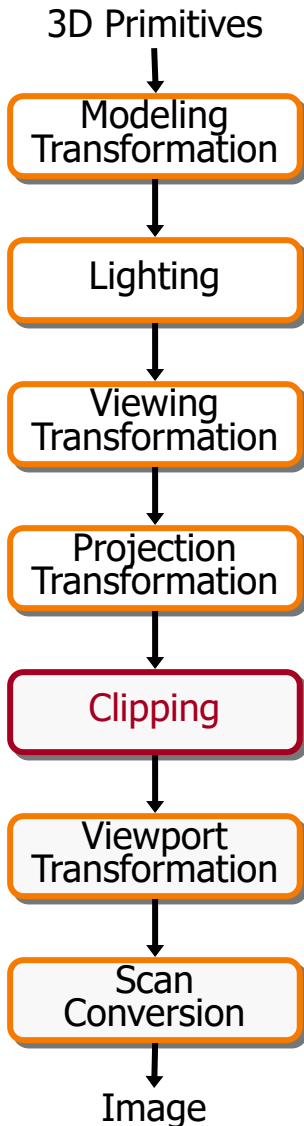 3D Primitives
Modeling
Transformation
Lighting
Viewing
Transformation
Projection
Transformation
Clipping
Viewport
Transformation
Scan
Conversion
Image